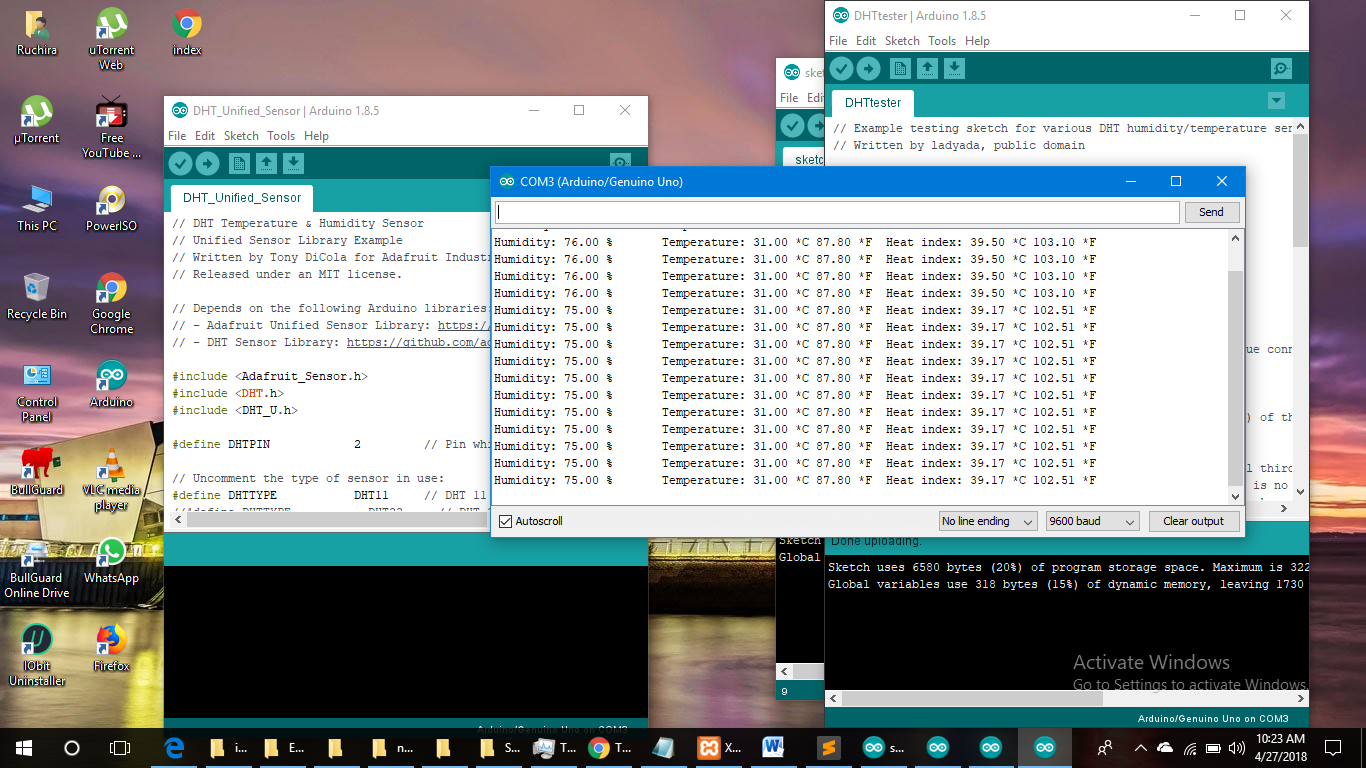 Ruchira
uTorrent Web
index
µTorrent
Free YouTube ...
This PC
PowerISO
Recycle Bin
Google Chrome
Control Panel
Arduino
BullGuard
VLC media player
BullGuard Online Drive
WhatsApp
IObit Uninstaller
Firefox
DHT_Unified_Sensor | Arduino 1.8.5
File Edit Sketch Tools Help
DHT_Unified_Sensor
// DHT Temperature & Humidity Sensor
// Unified Sensor Library Example
// Written by Tony DiCola for Adafruit Indust
// Released under an MIT license.
// Depends on the following Arduino libraries:
// - Adafruit Unified Sensor Library: https:/
// - DHT Sensor Library: https://github.com/a
#include <Adafruit_Sensor.h>
#include <DHT.h>
#include <DHT_U.h>
#define DHTPIN 2 // Pin whi
// Uncomment the type of sensor in use:
#define DHTTYPE DHT11 // DHT 11
Arduino/Genuino Uno on COM3
File Edi
sketc
Sketch
Global
9
DHTtester | Arduino 1.8.5
File Edit Sketch Tools Help
DHTtester
// Example testing sketch for various DHT humidity/temperature sen
// Written by ladyada, public domain
ue conn
) of th
l thir
is no
Done uploading.
Sketch uses 6580 bytes (20%) of program storage space. Maximum is 322
Global variables use 318 bytes (15%) of dynamic memory, leaving 1730
Arduino/Genuino Uno on COM3
COM3 (Arduino/Genuino Uno)
Send
Humidity: 76.00 % Temperature: 31.00 *C 87.80 *F Heat index: 39.50 *C 103.10 *F
Humidity: 76.00 % Temperature: 31.00 *C 87.80 *F Heat index: 39.50 *C 103.10 *F
Humidity: 76.00 % Temperature: 31.00 *C 87.80 *F Heat index: 39.50 *C 103.10 *F
Humidity: 76.00 % Temperature: 31.00 *C 87.80 *F Heat index: 39.50 *C 103.10 *F
Humidity: 75.00 % Temperature: 31.00 *C 87.80 *F Heat index: 39.17 *C 102.51 *F
Humidity: 75.00 % Temperature: 31.00 *C 87.80 *F Heat index: 39.17 *C 102.51 *F
Humidity: 75.00 % Temperature: 31.00 *C 87.80 *F Heat index: 39.17 *C 102.51 *F
Humidity: 75.00 % Temperature: 31.00 *C 87.80 *F Heat index: 39.17 *C 102.51 *F
Humidity: 75.00 % Temperature: 31.00 *C 87.80 *F Heat index: 39.17 *C 102.51 *F
Humidity: 75.00 % Temperature: 31.00 *C 87.80 *F Heat index: 39.17 *C 102.51 *F
Humidity: 75.00 % Temperature: 31.00 *C 87.80 *F Heat index: 39.17 *C 102.51 *F
Humidity: 75.00 % Temperature: 31.00 *C 87.80 *F Heat index: 39.17 *C 102.51 *F
Humidity: 75.00 % Temperature: 31.00 *C 87.80 *F Heat index: 39.17 *C 102.51 *F
Humidity: 75.00 % Temperature: 31.00 *C 87.80 *F Heat index: 39.17 *C 102.51 *F
Humidity: 75.00 % Temperature: 31.00 *C 87.80 *F Heat index: 39.17 *C 102.51 *F
Autoscroll
No line ending
9600 baud
Clear output
Activate Windows
Go to Settings to activate Windows.
i... E... n... S... T... T... X... s...
10:23 AM
4/27/2018